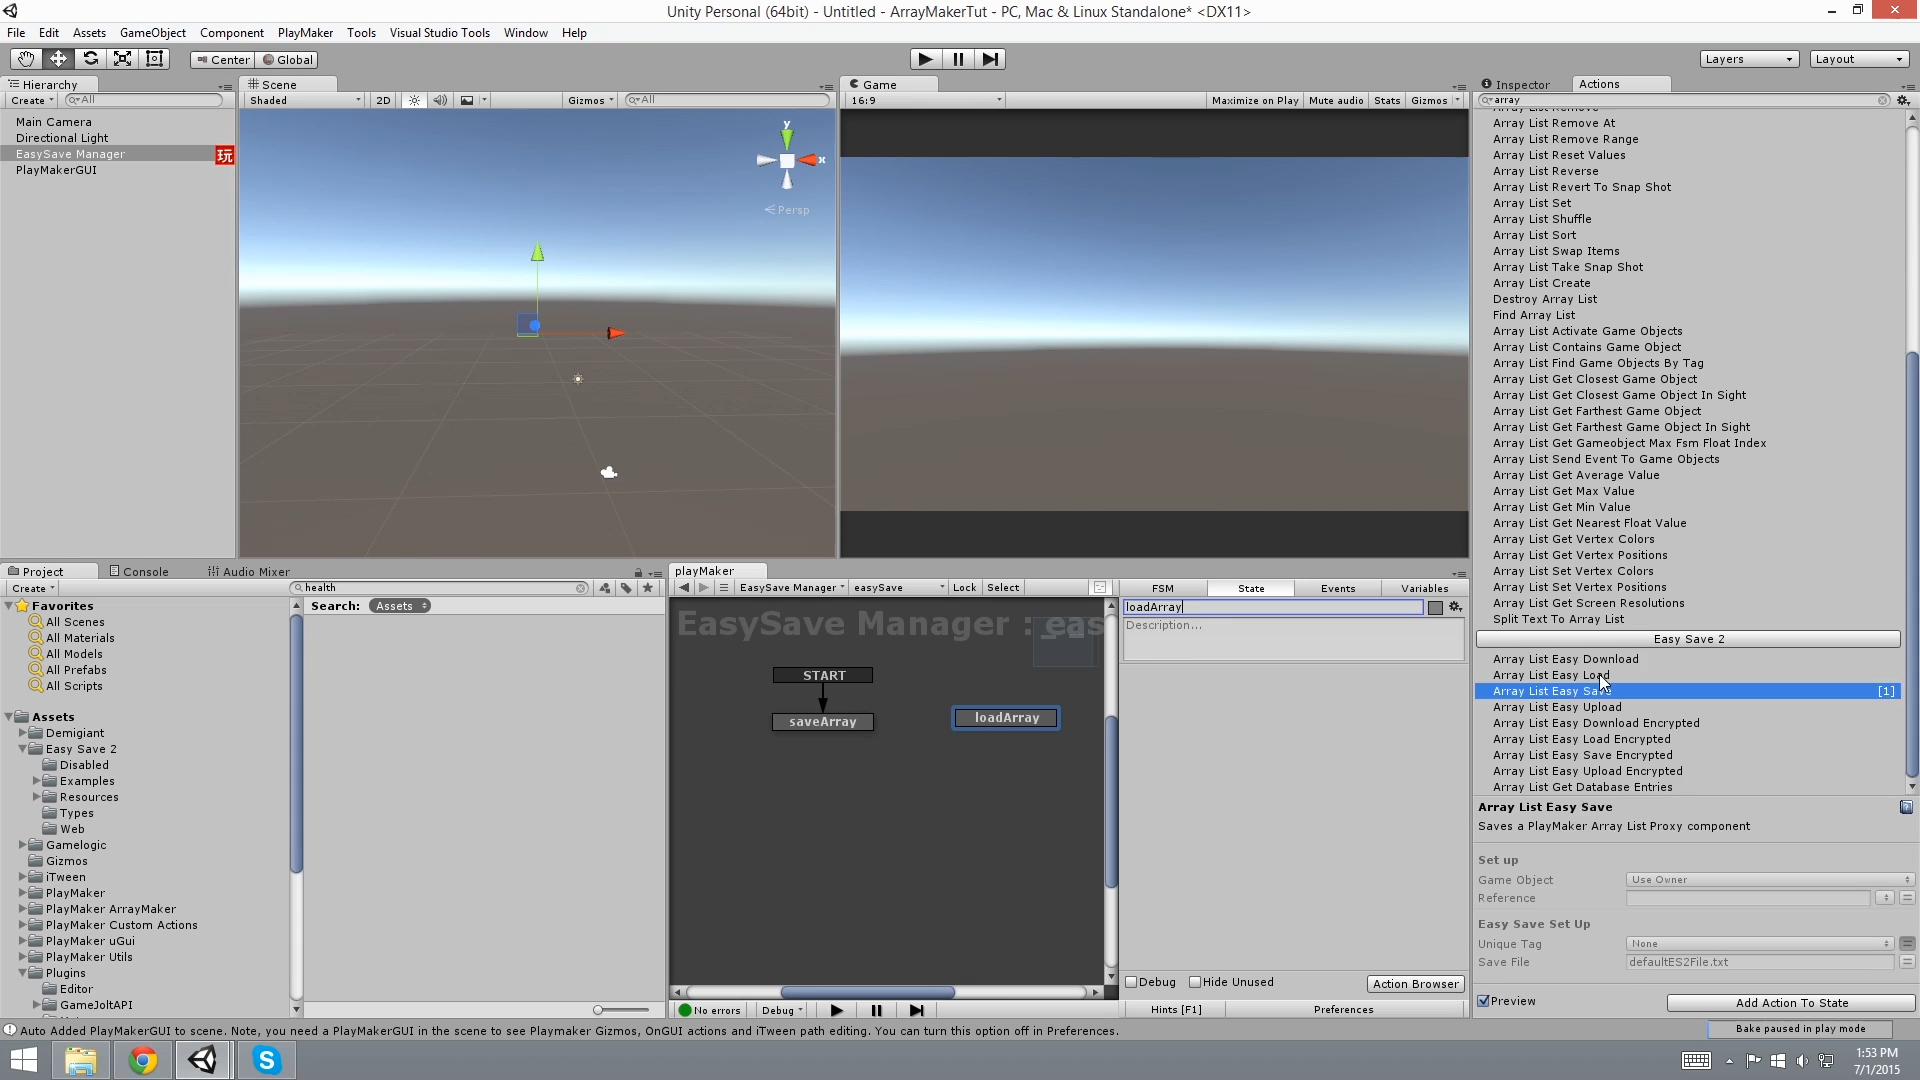 Unity Personal (64bit) - Untitled - ArrayMakerTut - PC, Mac & Linux Standalone* <DX11>
File Edit Assets GameObject Component PlayMaker Tools Visual Studio Tools Window Help
Center Global Layers Layout
Hierarchy
Create All
Main Camera
Directional Light
EasySave Manager 玩
PlayMakerGUI
Scene
Shaded 2D Gizmos All
y
x
Persp
Game
16:9 Maximize on Play Mute audio Stats Gizmos
Inspector Actions
array
Array List Remove
Array List Remove At
Array List Remove Range
Array List Reset Values
Array List Reverse
Array List Revert To Snap Shot
Array List Set
Array List Shuffle
Array List Sort
Array List Swap Items
Array List Take Snap Shot
Array List Create
Destroy Array List
Find Array List
Array List Activate Game Objects
Array List Contains Game Object
Array List Find Game Objects By Tag
Array List Get Closest Game Object
Array List Get Closest Game Object In Sight
Array List Get Farthest Game Object
Array List Get Farthest Game Object In Sight
Array List Get Gameobject Max Fsm Float Index
Array List Send Event To Game Objects
Array List Get Average Value
Array List Get Max Value
Array List Get Min Value
Array List Get Nearest Float Value
Array List Get Vertex Colors
Array List Get Vertex Positions
Array List Set Vertex Colors
Array List Set Vertex Positions
Array List Get Screen Resolutions
Split Text To Array List
Easy Save 2
Array List Easy Download
Array List Easy Load
Array List Easy Save [1]
Array List Easy Upload
Array List Easy Download Encrypted
Array List Easy Load Encrypted
Array List Easy Save Encrypted
Array List Easy Upload Encrypted
Array List Get Database Entries
Array List Easy Save
Saves a PlayMaker Array List Proxy component
Set up
Game Object Use Owner
Reference
Easy Save Set Up
Unique Tag None
Save File defaultES2File.txt
Preview Add Action To State
Project Console Audio Mixer
Create health
Favorites
All Scenes
All Materials
All Models
All Prefabs
All Scripts
Assets
Demigiant
Easy Save 2
Disabled
Examples
Resources
Types
Web
Gamelogic
Gizmos
iTween
PlayMaker
PlayMaker ArrayMaker
PlayMaker Custom Actions
PlayMaker uGui
PlayMaker Utils
Plugins
Editor
GameJoltAPI
Search: Assets
playMaker
EasySave Manager easySave Lock Select
EasySave Manager : eas
START
saveArray
loadArray
No errors Debug
FSM State Events Variables
loadArray
Description...
Debug Hide Unused Action Browser
Hints [F1] Preferences
Auto Added PlayMakerGUI to scene. Note, you need a PlayMakerGUI in the scene to see Playmaker Gizmos, OnGUI actions and iTween path editing. You can turn this option off in Preferences.
Bake paused in play mode
1:53 PM
7/1/2015